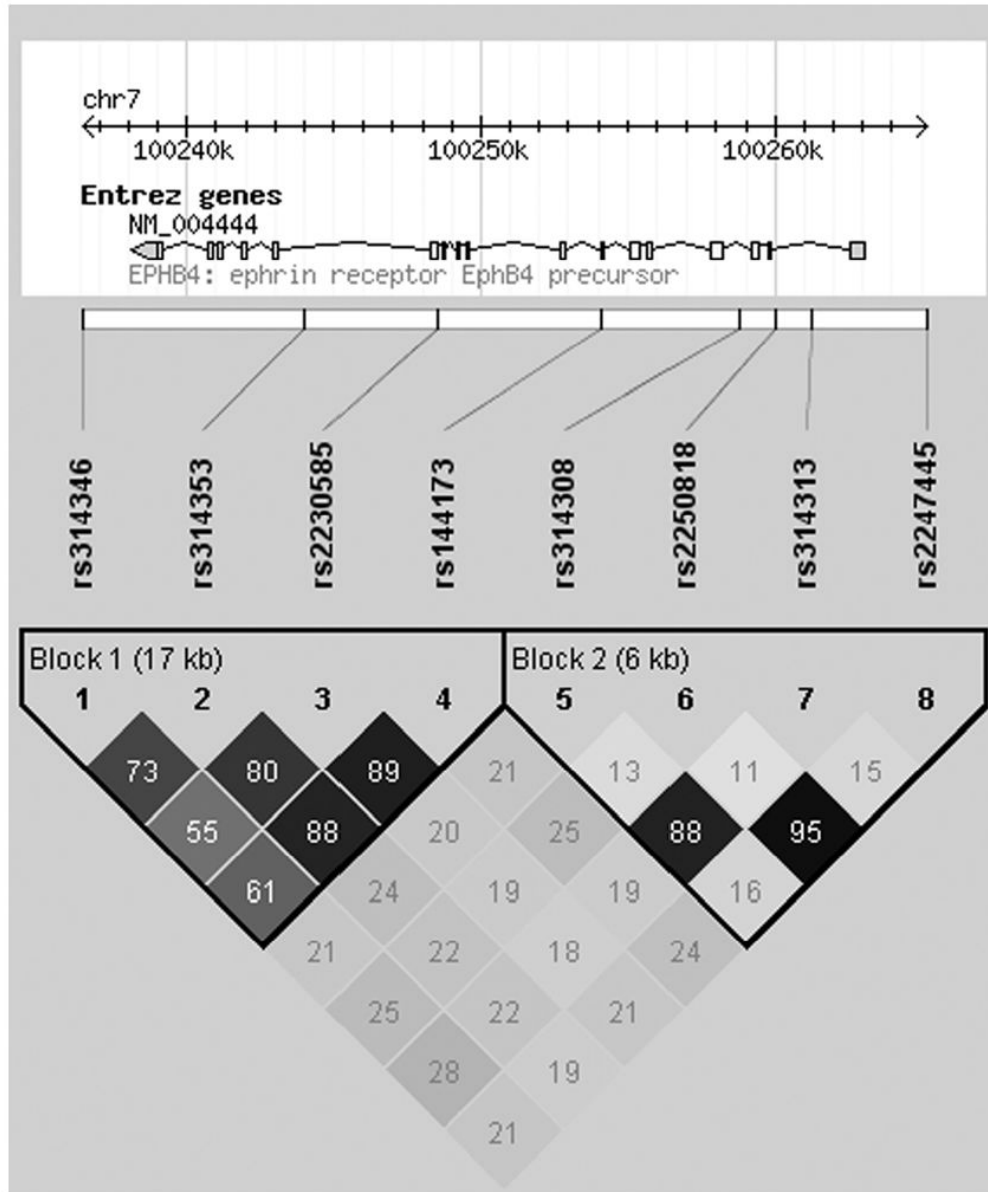 chr7
100240k 100250k 100260k
Entrez genes
NM_004444
EPHB4: ephrin receptor EphB4 precursor
rs314346 rs314353 rs2230585 rs144173 rs314308 rs2250818 rs314313 rs2247445
Block 1 (17 kb) Block 2 (6 kb)
1 2 3 4 5 6 7 8
73 80 89 21 13 11 15
55 88 20 25 88 95
61 24 19 19 16
21 22 18 24
25 22 21
28 19
21